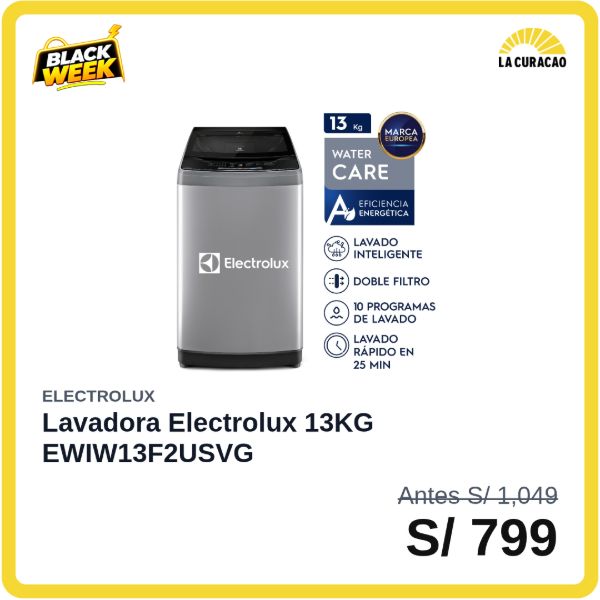 BLACK
WEEK
LA CURACAO
13 Kg
MARCA
EUROPEA
WATER
CARE
A EFICIENCIA
ENERGÉTICA
LAVADO
INTELIGENTE
DOBLE FILTRO
10 PROGRAMAS
DE LAVADO
LAVADO
RÁPIDO EN
25 MIN
Electrolux
ELECTROLUX
Lavadora Electrolux 13KG
EWIW13F2USVG
Antes S/ 1,049
S/ 799